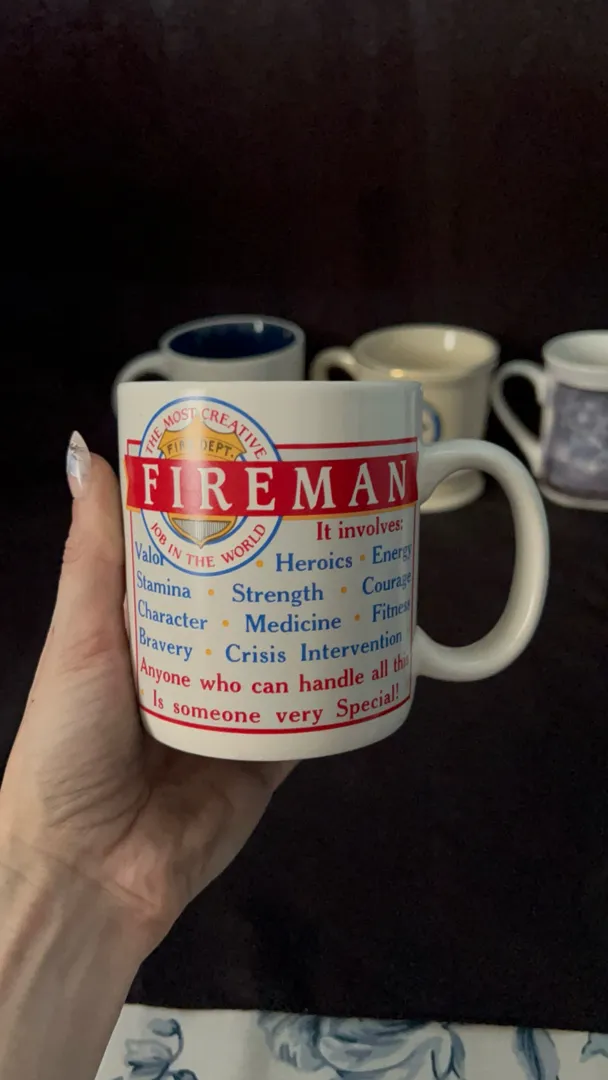 THE MOST CREATIVE
FIRE DEPT.
FIREMAN
JOB IN THE WORLD
It involves:
Valor • Heroics • Energy
Stamina • Strength • Courage
Character • Medicine • Fitness
Bravery • Crisis Intervention
Anyone who can handle all this
Is someone very Special!